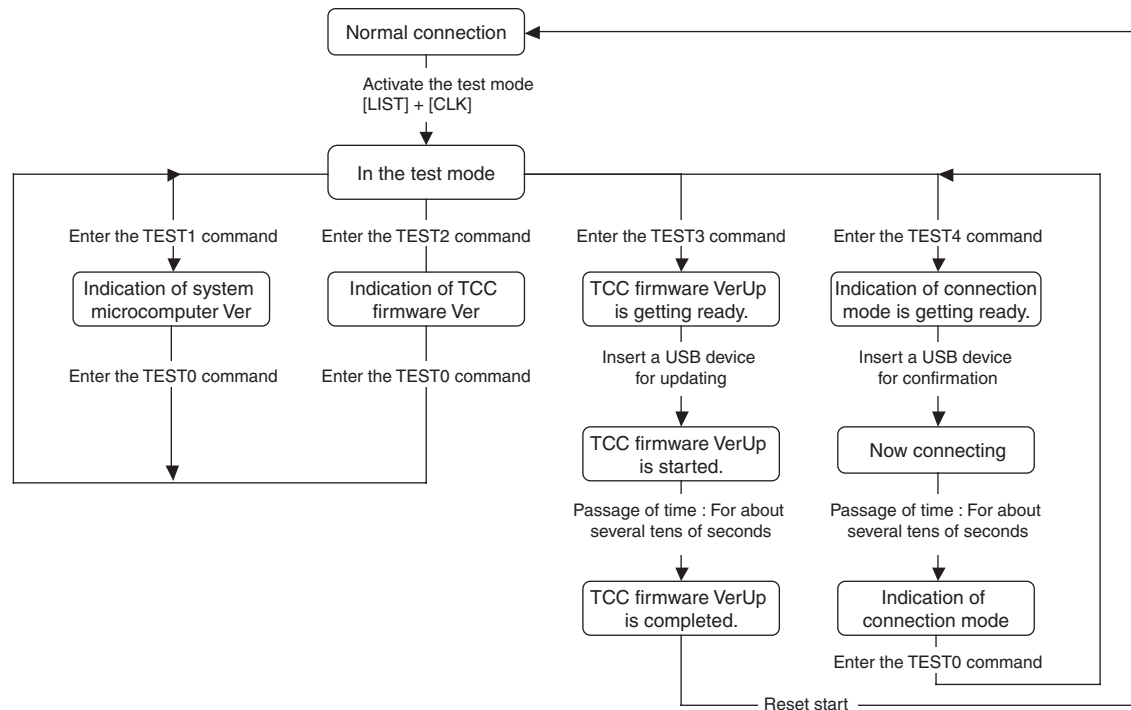 Normal connection
Activate the test mode
[LIST] + [CLK]
In the test mode
Enter the TEST1 command
Indication of system
microcomputer Ver
Enter the TEST0 command
Enter the TEST2 command
Indication of TCC
firmware Ver
Enter the TEST0 command
Enter the TEST3 command
TCC firmware VerUp
is getting ready.
Insert a USB device
for updating
TCC firmware VerUp
is started.
Passage of time : For about
several tens of seconds
TCC firmware VerUp
is completed.
Enter the TEST4 command
Indication of connection
mode is getting ready.
Insert a USB device
for confirmation
Now connecting
Passage of time : For about
several tens of seconds
Indication of
connection mode
Enter the TEST0 command
Reset start